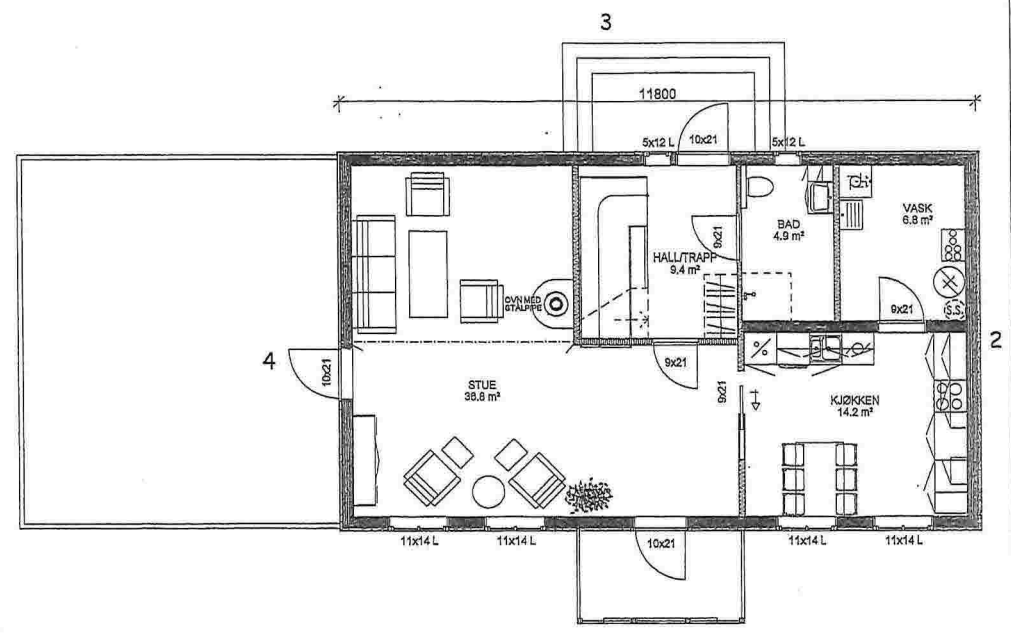 3
11800
5x12 L
10x21
5x12 L
VASK
6.8 m²
BAD
4.9 m²
9x21
HALL/TRAPP
9.4 m²
OVN MED
STÅLPIPE
9x21
S.S.
2
4
10x21
9x21
9x21
STUE
36.8 m²
KJØKKEN
14.2 m²
11x14 L
11x14 L
10x21
11x14 L
11x14 L